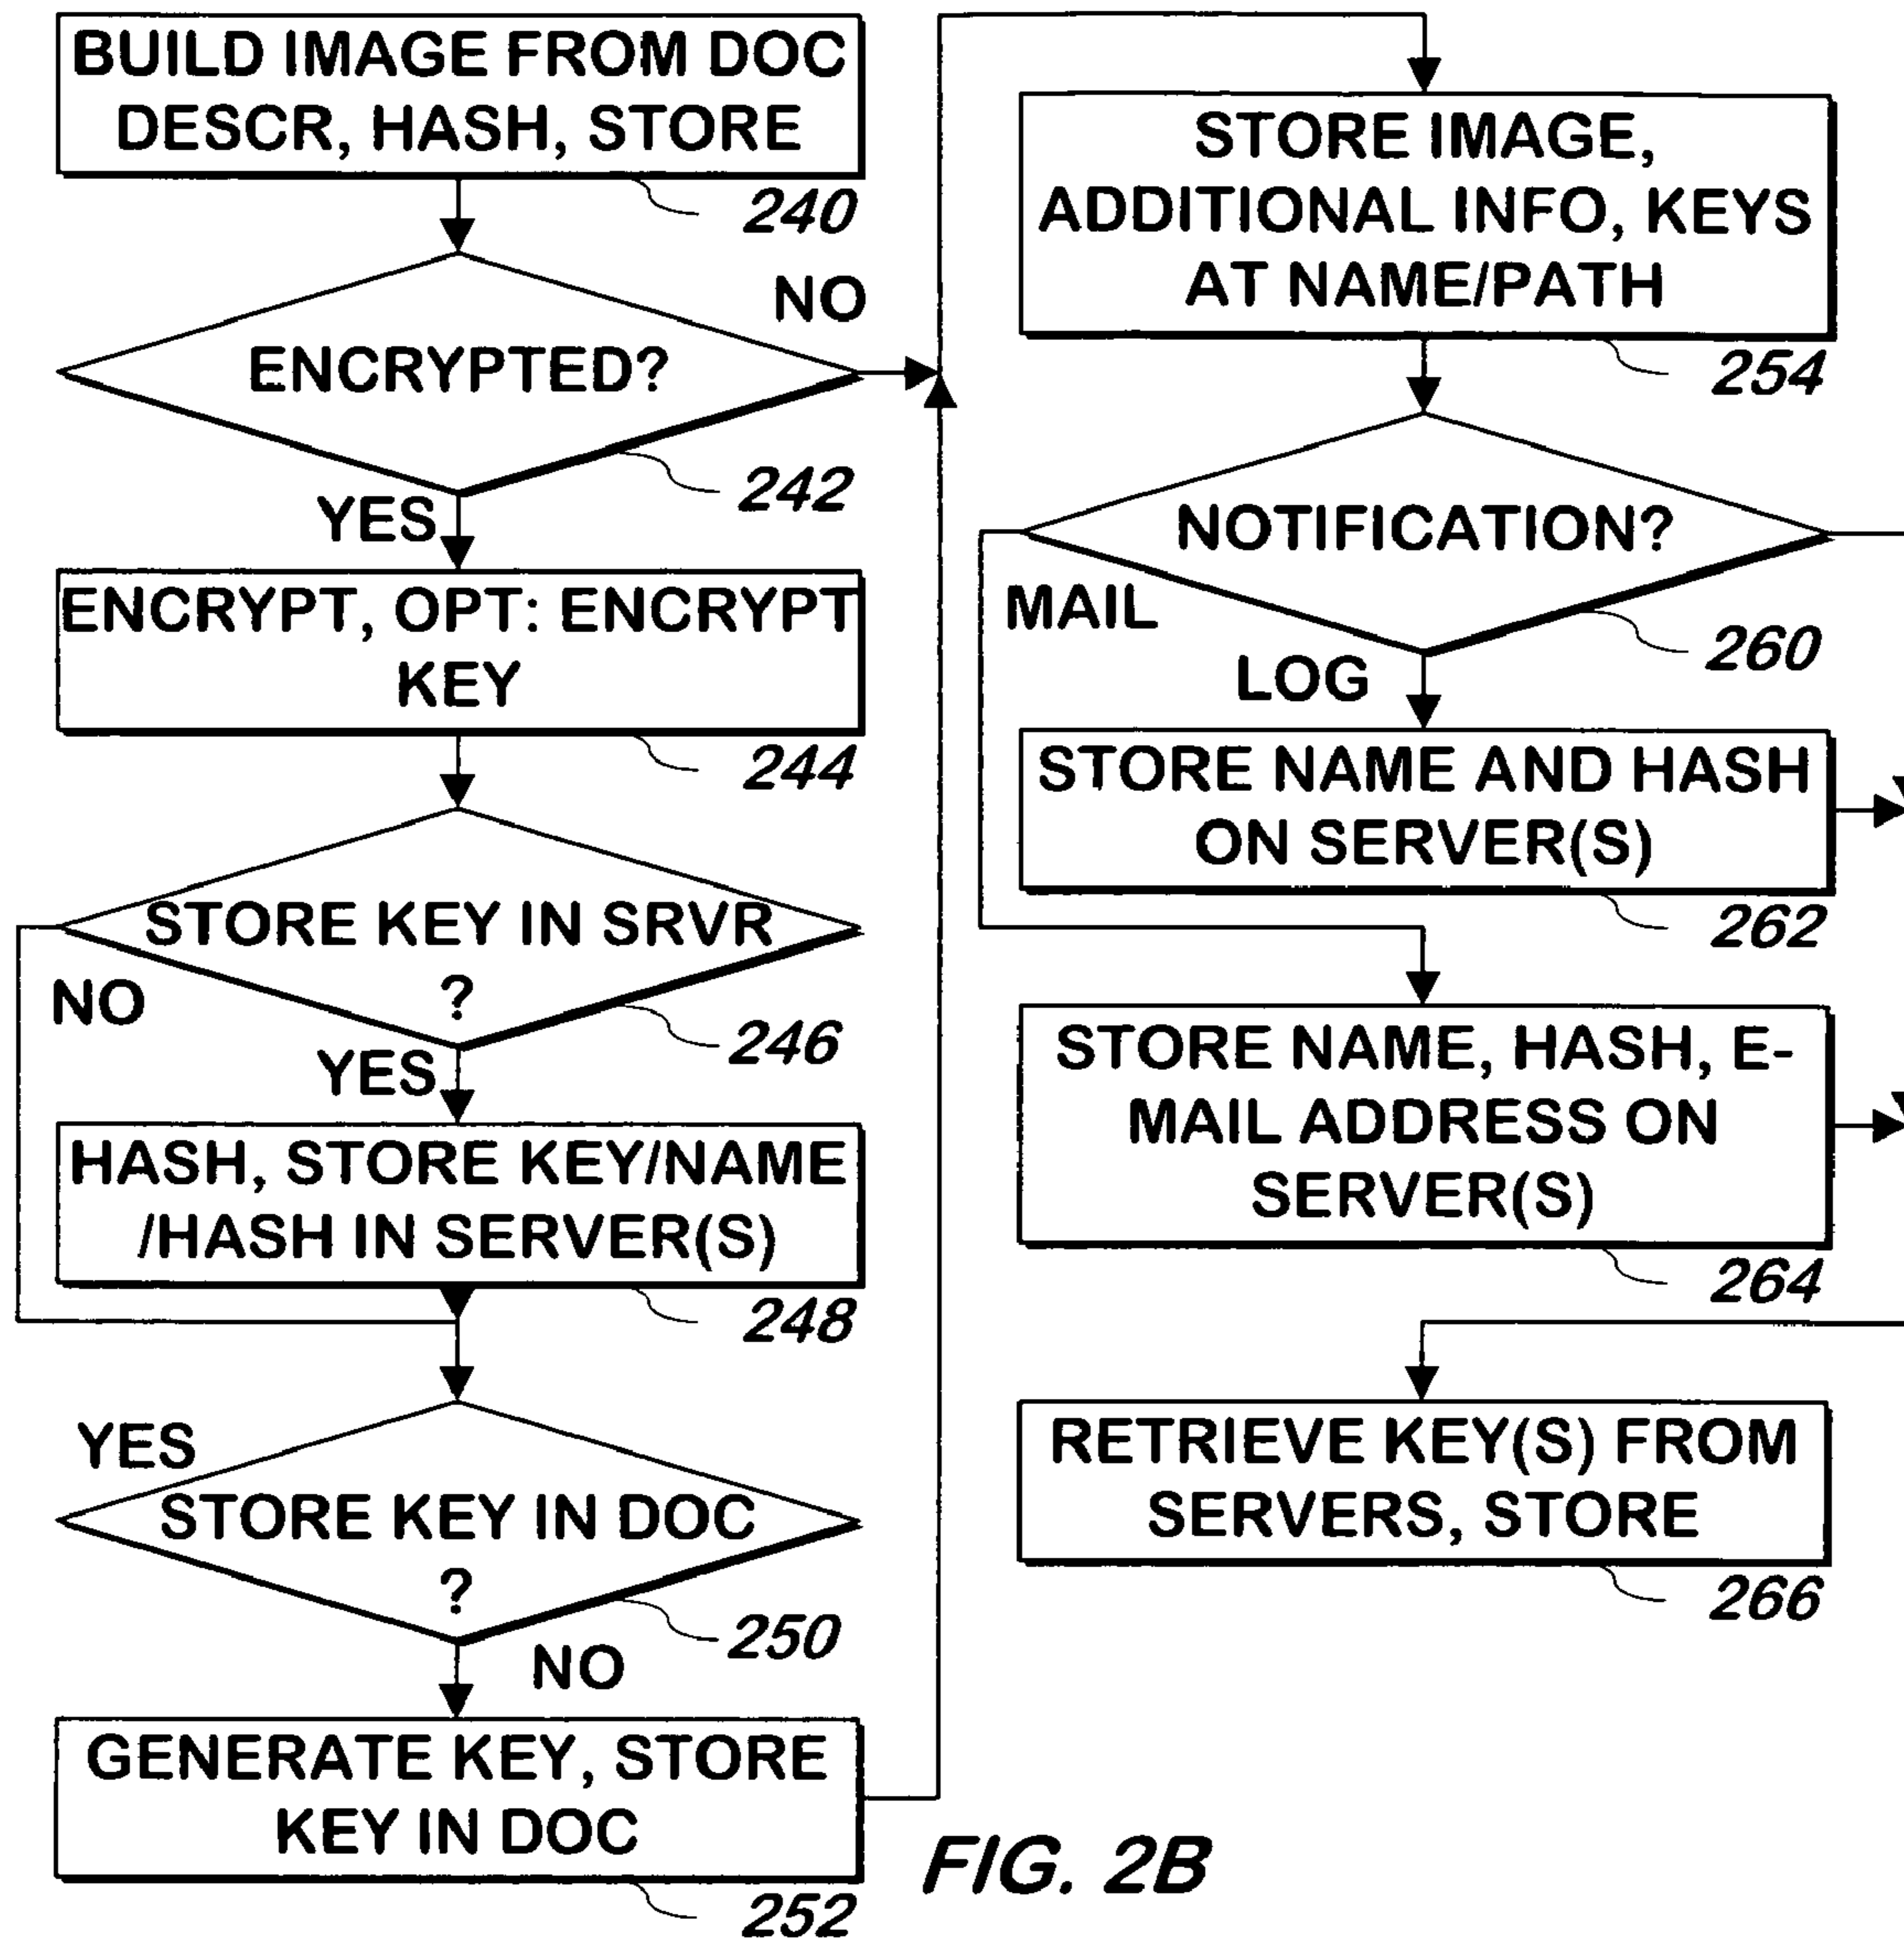 BUILD IMAGE FROM DOC
DESCR, HASH, STORE
240
NO
ENCRYPTED?
242
YES
ENCRYPT, OPT: ENCRYPT
KEY
244
STORE KEY IN SRVR
?
NO
246
YES
HASH, STORE KEY/NAME
/HASH IN SERVER(S)
248
YES
STORE KEY IN DOC
?
250
NO
GENERATE KEY, STORE
KEY IN DOC
252
STORE IMAGE,
ADDITIONAL INFO, KEYS
AT NAME/PATH
254
NOTIFICATION?
MAIL
260
LOG
STORE NAME AND HASH
ON SERVER(S)
262
STORE NAME, HASH, E-
MAIL ADDRESS ON
SERVER(S)
264
RETRIEVE KEY(S) FROM
SERVERS, STORE
266
FIG. 2B